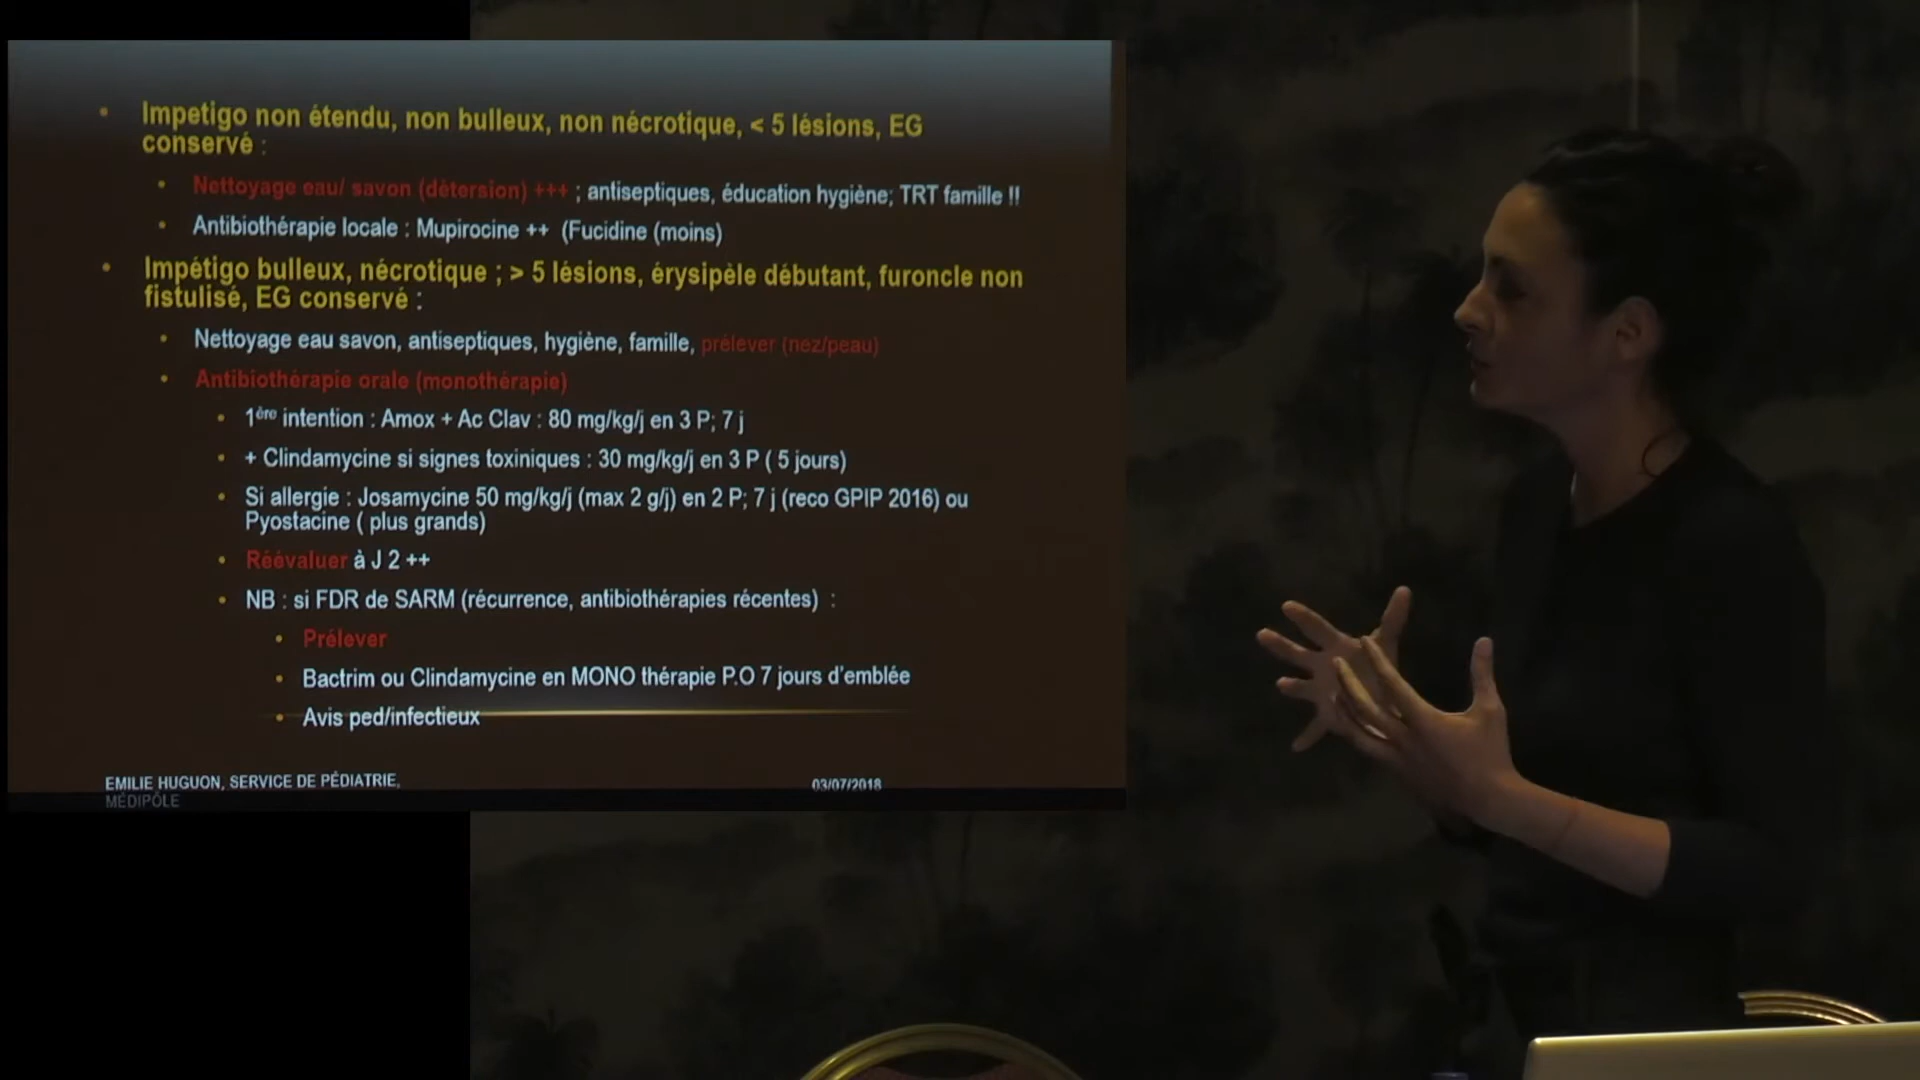 Impetigo non étendu, non bulleux, non nécrotique, < 5 lésions, EG
conservé :
Nettoyage eau/ savon (détersion) +++ ; antiseptiques, éducation hygiène; TRT famille !!
Antibiothérapie locale : Mupirocine ++ (Fucidine (moins)
Impétigo bulleux, nécrotique ; > 5 lésions, érysipèle débutant, furoncle non
fistulisé, EG conservé :
Nettoyage eau savon, antiseptiques, hygiène, famille, prélever (nez/peau)
Antibiothérapie orale (monothérapie)
1ère intention : Amox + Ac Clav : 80 mg/kg/j en 3 P; 7 j
+ Clindamycine si signes toxiniques : 30 mg/kg/j en 3 P ( 5 jours)
Si allergie : Josamycine 50 mg/kg/j (max 2 g/j) en 2 P; 7 j (reco GPIP 2016) ou
Pyostacine ( plus grands)
Réévaluer à J 2 ++
NB : si FDR de SARM (récurrence, antibiothérapies récentes) :
Prélever
Bactrim ou Clindamycine en MONO thérapie P.O 7 jours d'emblée
Avis ped/infectieux
EMILIE HUGUON, SERVICE DE PÉDIATRIE,
MÉDIPÔLE
03/07/2018